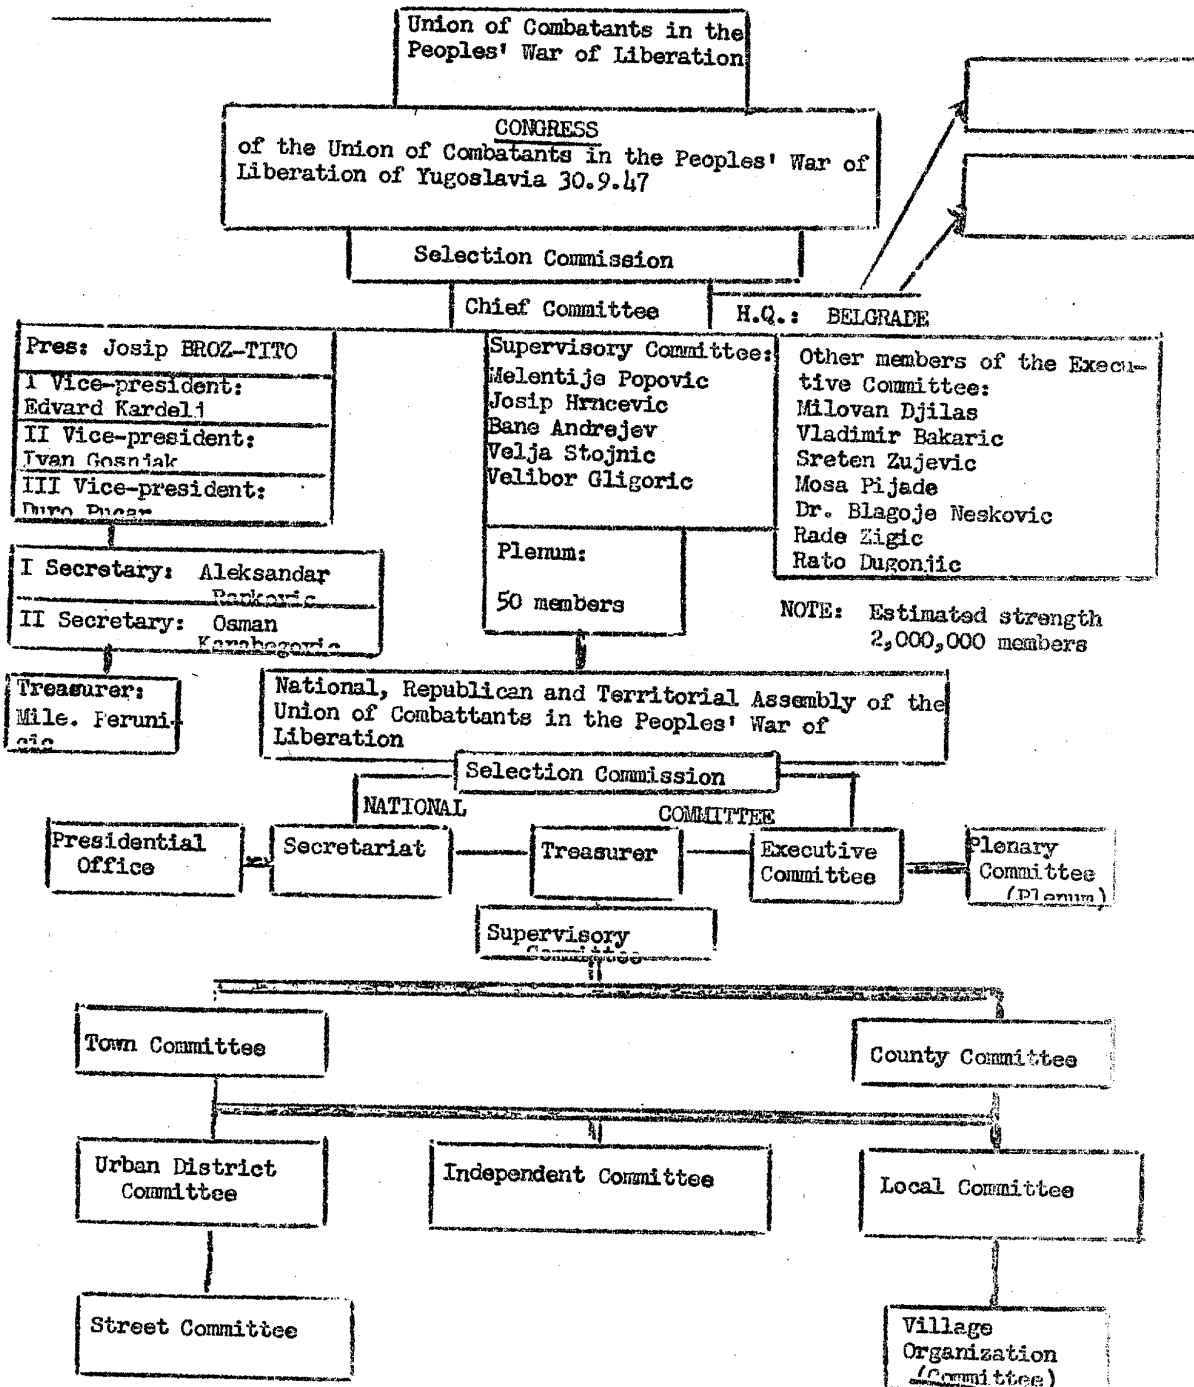 Union of Combatants in the
Peoples' War of Liberation
CONGRESS
of the Union of Combatants in the Peoples' War of
Liberation of Yugoslavia 30.9.47
Selection Commission
Chief Committee
H.Q.: BELGRADE
Pres: Josip BROZ-TITO
I Vice-president:
Edvard Kardelj
II Vice-president:
Ivan Gosnjak
III Vice-president:
Duro Pucar
I Secretary: Aleksandar
Rankovic
II Secretary: Osman
Karabegovic
Treasurer:
Mile. Peruni-
cic
Supervisory Committee:
Melentije Popovic
Josip Hrncevic
Bane Andrejev
Velja Stojnic
Velibor Gligoric
Plenum:
50 members
Other members of the Execu-
tive Committee:
Milovan Djilas
Vladimir Bakaric
Sreten Zujevic
Mosa Pijade
Dr. Blagoje Neskovic
Rade Zigic
Rato Dugonjic
NOTE: Estimated strength
2,000,000 members
National, Republican and Territorial Assembly of the
Union of Combattants in the Peoples' War of
Liberation
Selection Commission
NATIONAL COMMITTEE
Presidential
Office
Secretariat
Treasurer
Executive
Committee
Plenary
Committee
(Plenum)
Supervisory
Committee
Town Committee
County Committee
Urban District
Committee
Independent Committee
Local Committee
Street Committee
Village
Organization
(Committee)